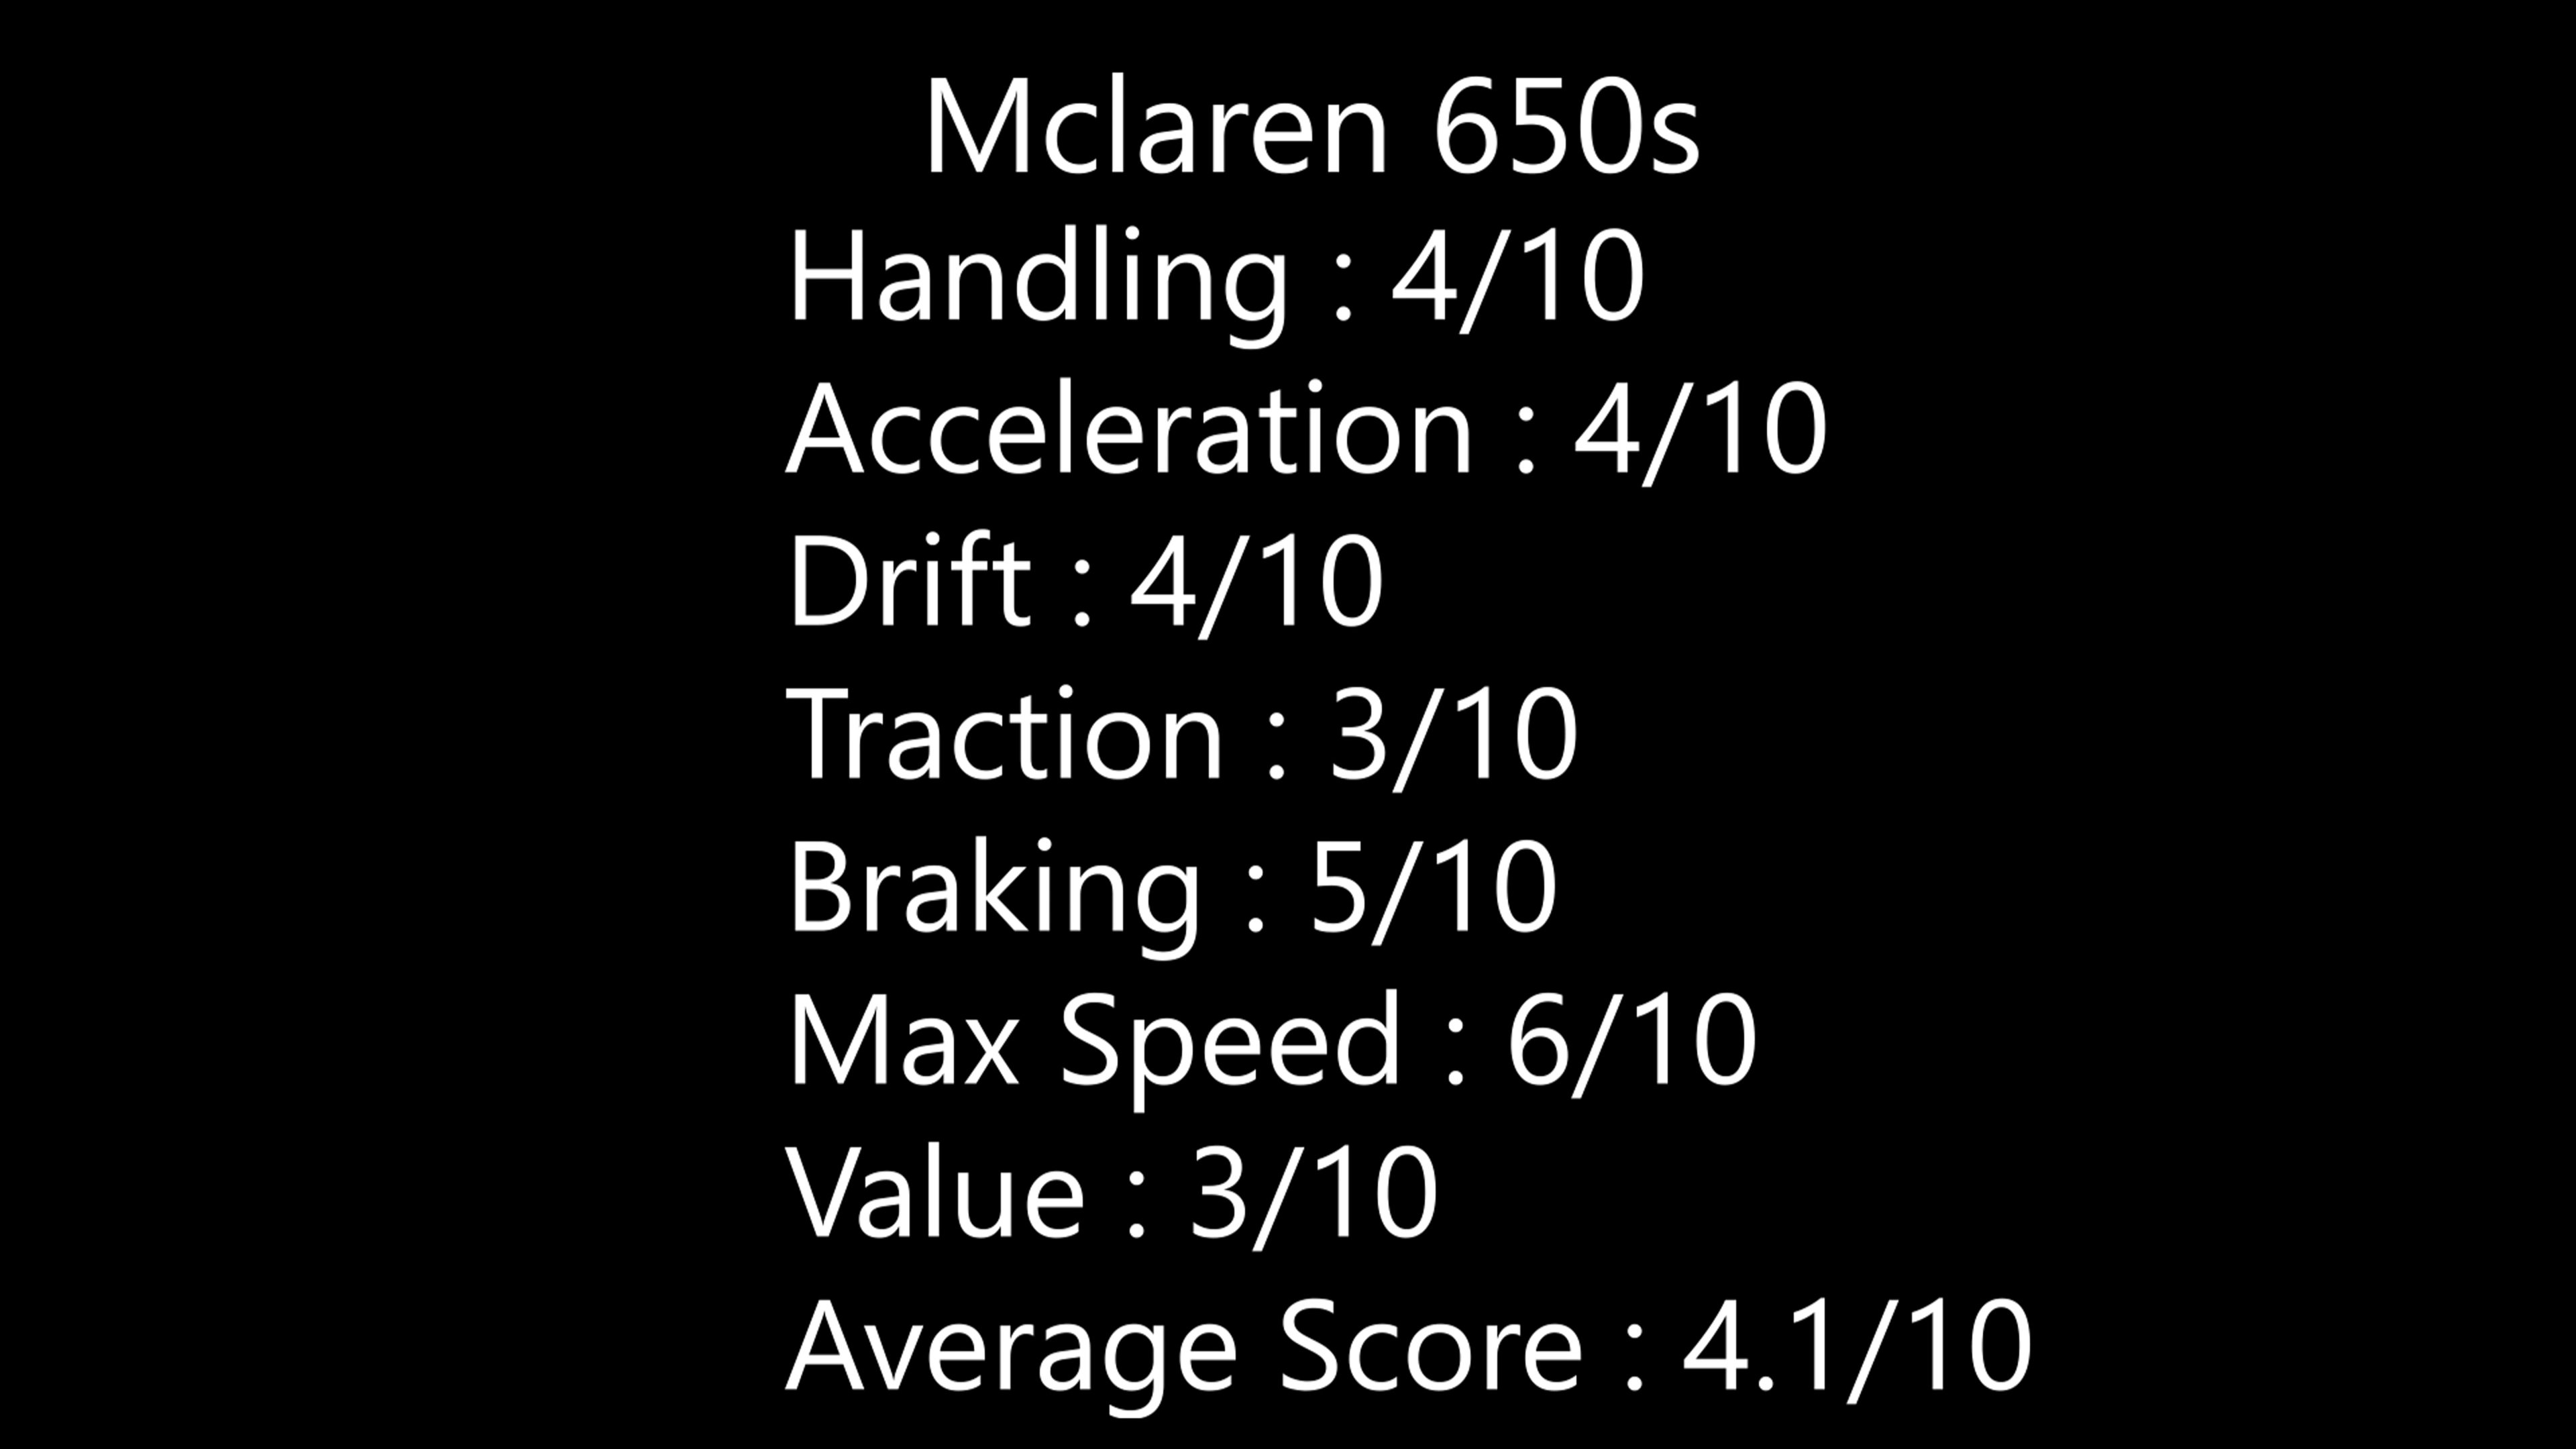 Mclaren 650s
Handling : 4/10
Acceleration : 4/10
Drift : 4/10
Traction : 3/10
Braking : 5/10
Max Speed : 6/10
Value : 3/10
Average Score : 4.1/10